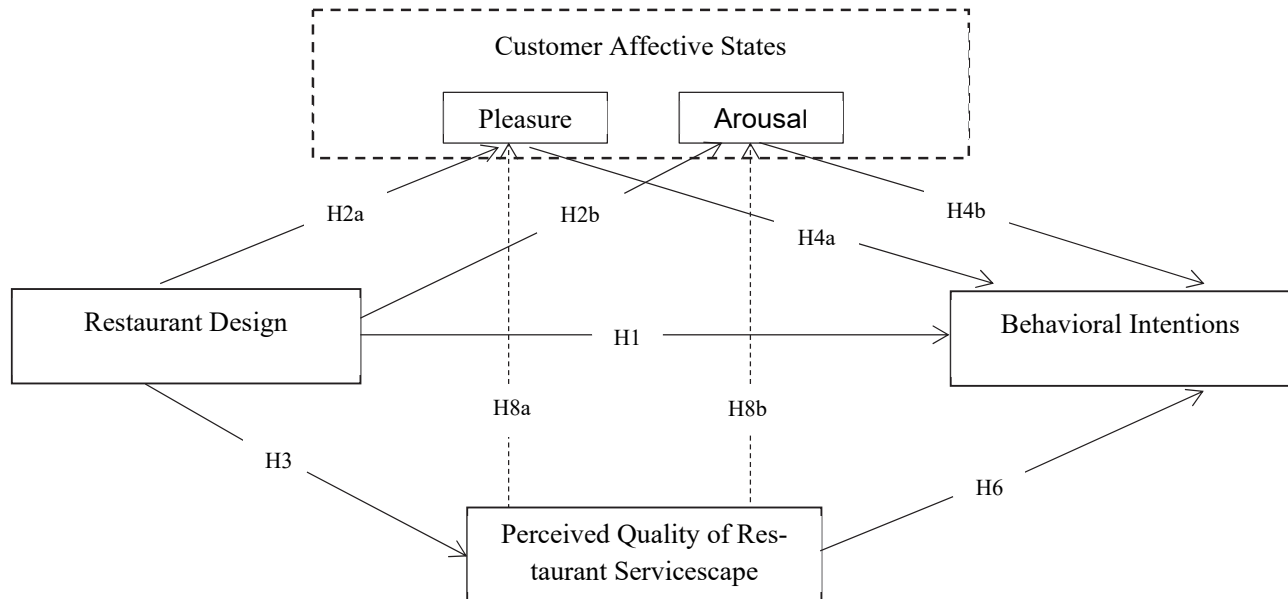 Customer Affective States
Pleasure
Arousal
H2a
H2b
H4a
H4b
Restaurant Design
H1
Behavioral Intentions
H8a
H8b
H3
H6
Perceived Quality of Res-
taurant Servicescape